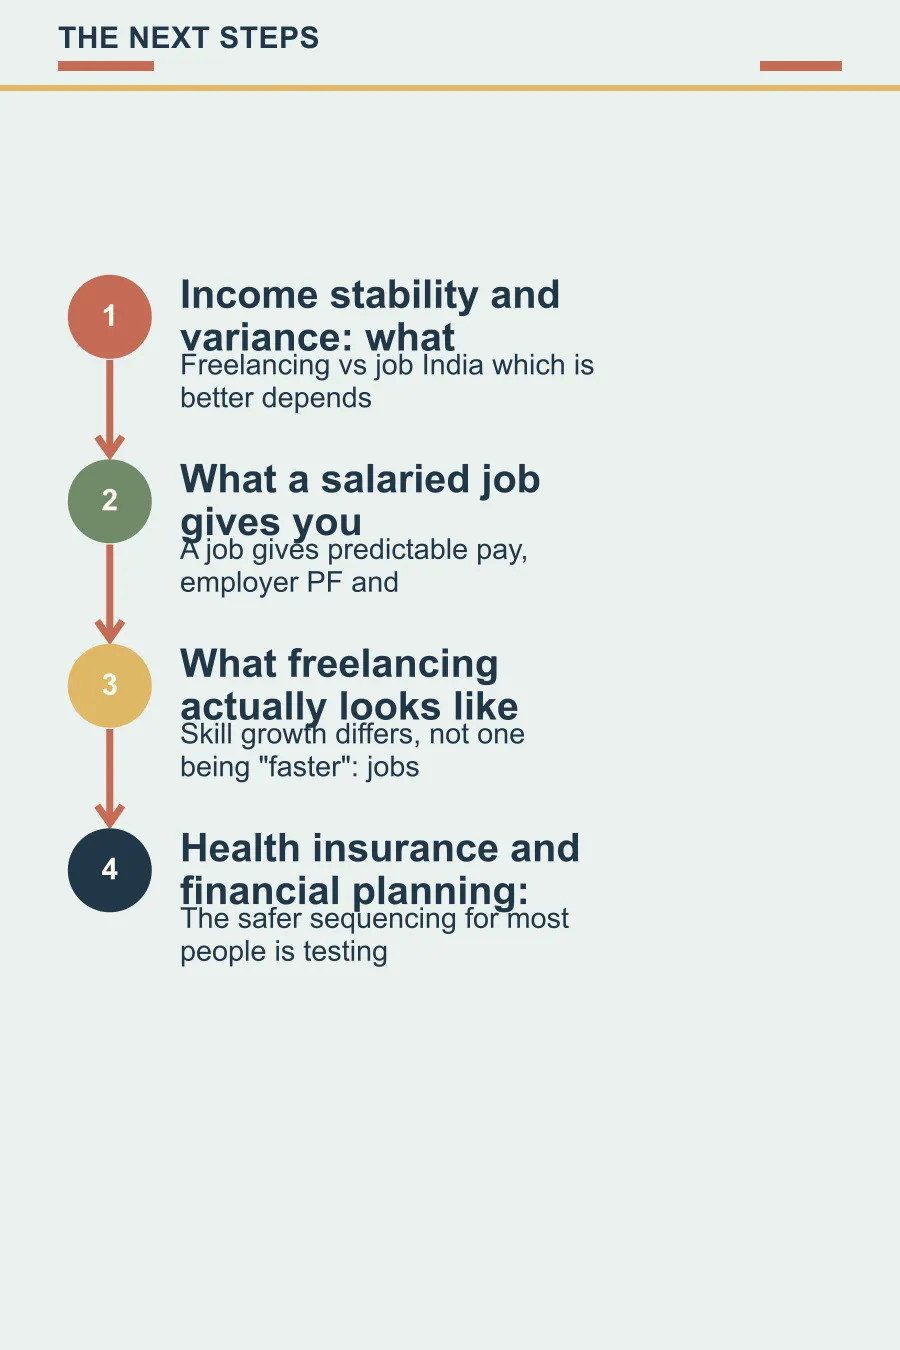 THE NEXT STEPS
1
Income stability and
variance: what
Freelancing vs job India which is
better depends
2
What a salaried job
gives you
A job gives predictable pay,
employer PF and
3
What freelancing
actually looks like
Skill growth differs, not one
being "faster": jobs
4
Health insurance and
financial planning:
The safer sequencing for most
people is testing